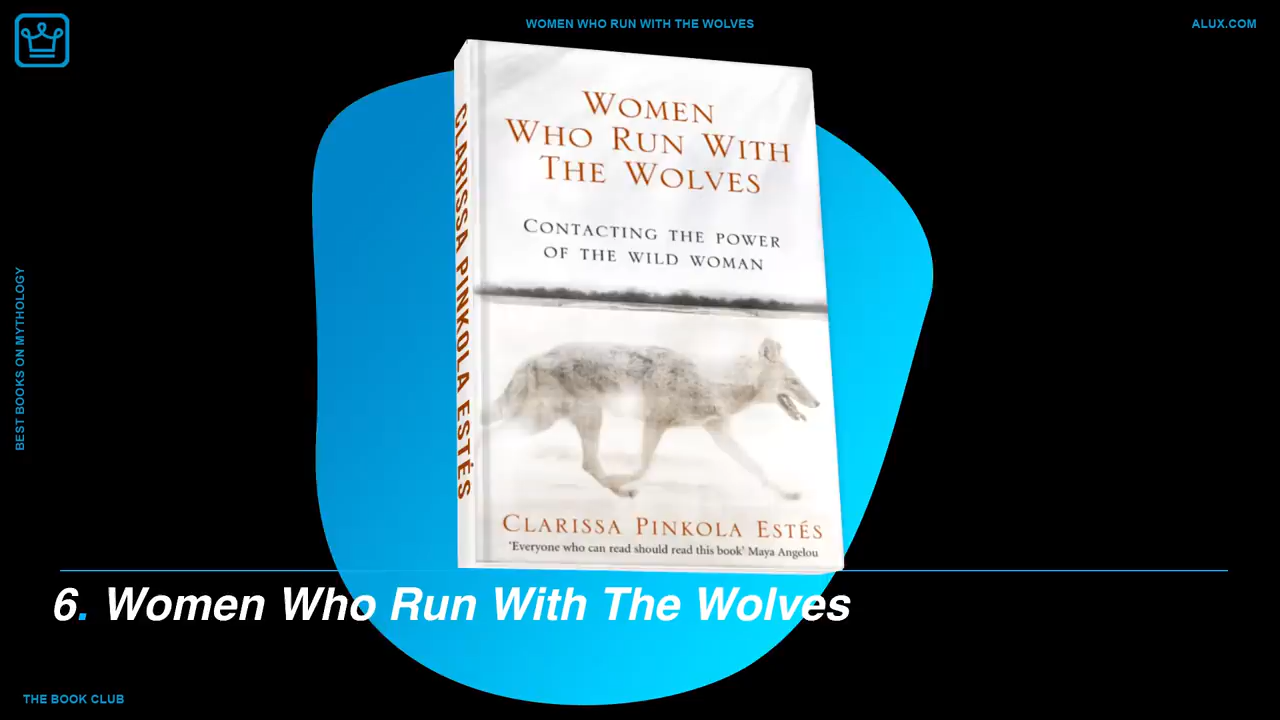 WOMEN WHO RUN WITH THE WOLVES
ALUX.COM
WOMEN
WHO RUN WITH
THE WOLVES
CONTACTING THE POWER
OF THE WILD WOMAN
CLARISSA PINKOLA ESTÉS
CLARISSA PINKOLA ESTÉS
'Everyone who can read should read this book' Maya Angelou
BEST BOOKS ON MYTHOLOGY
6. Women Who Run With The Wolves
THE BOOK CLUB